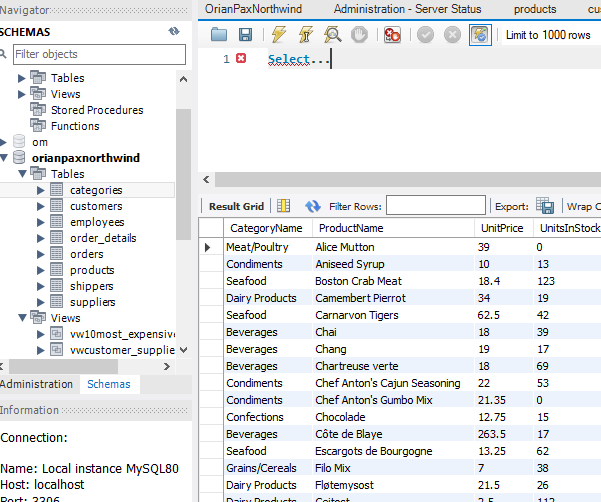 Navigator
OrianPaxNorthwind Administration - Server Status products
SCHEMAS
Limit to 1000 rows
Filter objects
1 Select...
Tables
Views
Stored Procedures
Functions
om
orianpaxnorthwind
Tables
categories
customers
employees
order_details
orders
products
shippers
suppliers
Views
vw10most_expensive
vwcustomer_supplie
Administration Schemas
Information
Connection:
Name: Local instance MySQL80
Host: localhost
Port: 3306
Result Grid Filter Rows: Export: Wrap C
CategoryName ProductName UnitPrice UnitsInStock
Meat/Poultry Alice Mutton 39 0
Condiments Aniseed Syrup 10 13
Seafood Boston Crab Meat 18.4 123
Dairy Products Camembert Pierrot 34 19
Seafood Carnarvon Tigers 62.5 42
Beverages Chai 18 39
Beverages Chang 19 17
Beverages Chartreuse verte 18 69
Condiments Chef Anton's Cajun Seasoning 22 53
Condiments Chef Anton's Gumbo Mix 21.35 0
Confections Chocolade 12.75 15
Beverages Côte de Blaye 263.5 17
Seafood Escargots de Bourgogne 13.25 62
Grains/Cereals Filo Mix 7 38
Dairy Products Fløtemysost 21.5 26